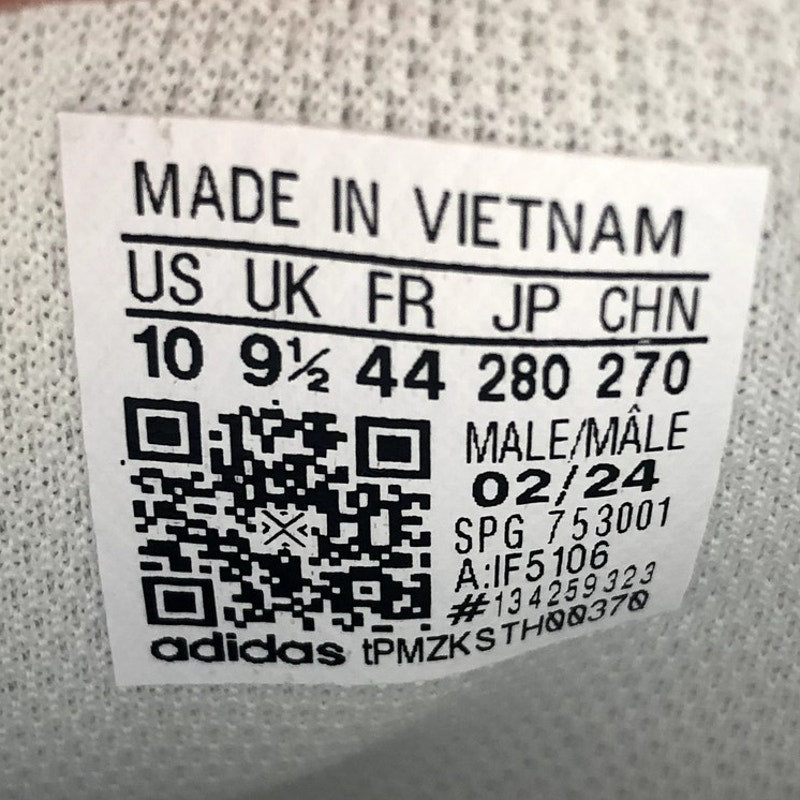 MADE IN VIETNAM
US UK FR JP CHN
10 9½ 44 280 270
MALE/MÂLE
02/24
SPG 753001
A:IF5106
#134259323
adidas tPMZKSTH00370